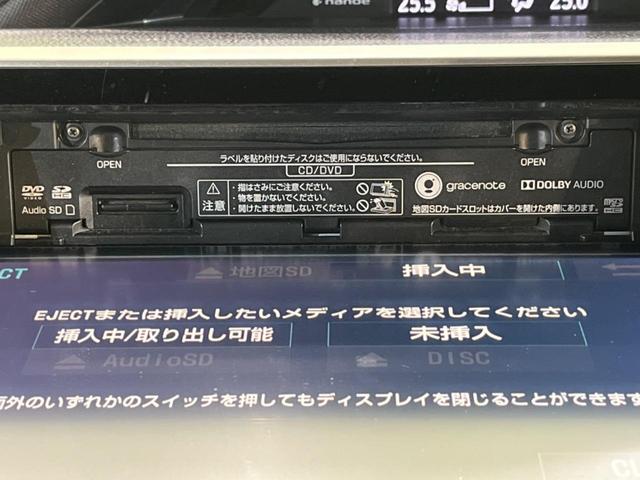 nanoe
25.5
25.0
ラベルを貼り付けたディスクはご使用にならないでください。
OPEN
CD/DVD
OPEN
DVD VIDEO
SD HC
Audio SD
注意
・指はさみにご注意ください。
・物を置かないでください。
・開けたまま放置しないでください。
gracenote
DOLBY AUDIO
地図SDカードスロットはカバーを開けた内側にあります。
micro SD HC
ECT
地図SD
挿入中
EJECTまたは挿入したいメディアを選択してください
挿入中/取り出し可能
未挿入
AudioSD
DISC
外のいずれかのスイッチを押してもディスプレイを閉じることができます